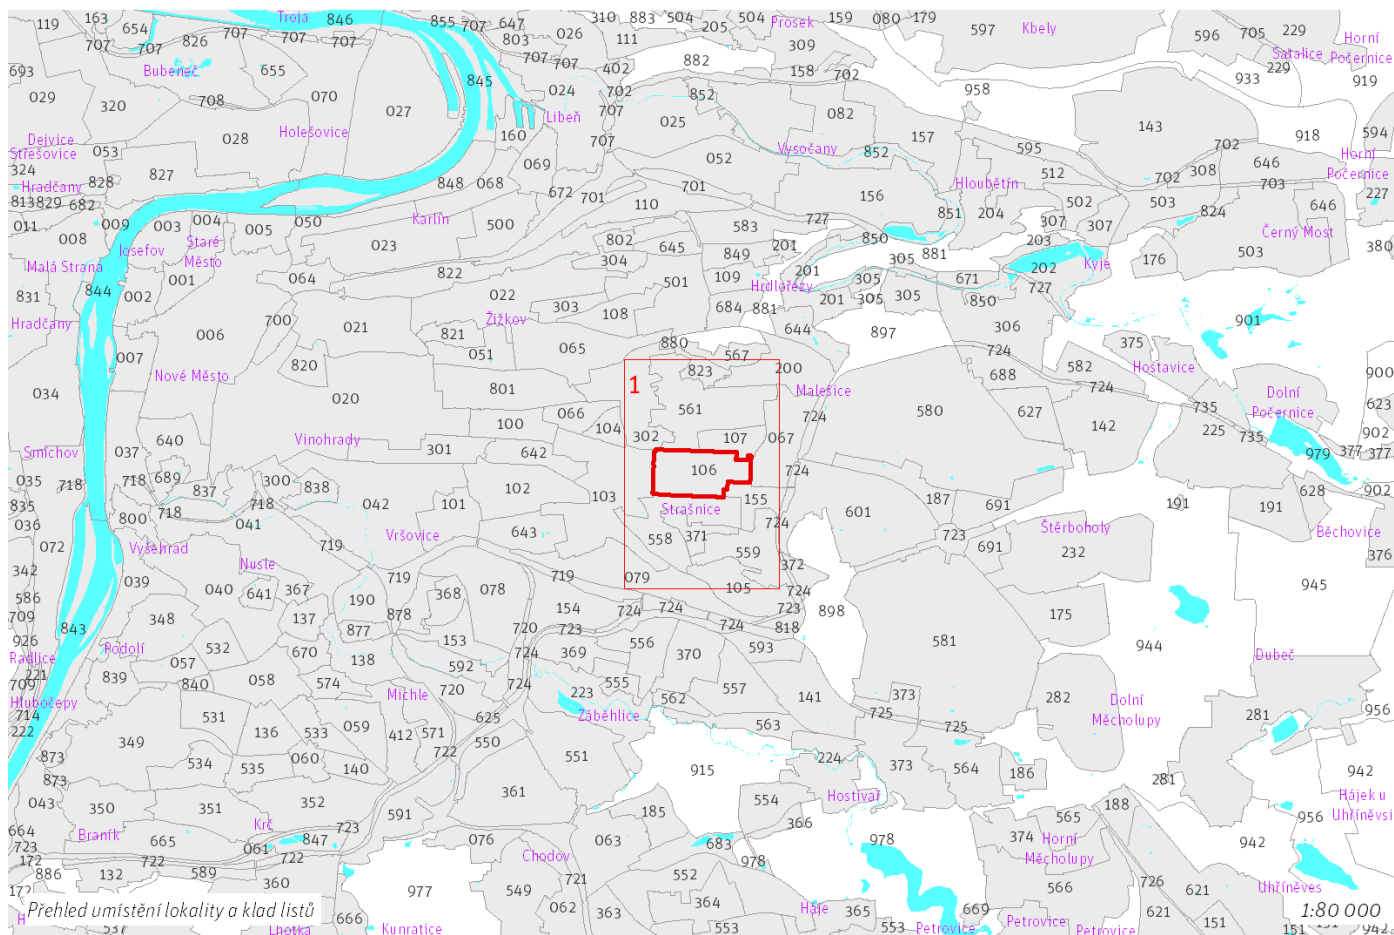 119 163 654 707 826 707 707 707 Troja 846 855 707 647 803 026 707 707 310 883 504 205 504 Prosek 159 080 179 597 Kbely 596 705 229 Horní
693 Bubeneč 655 845 111 402 882 309 158 702 958 Satalice 229 933 Počernice 919
029 320 708 070 027 024 702 707 852 082 143
Dejvice 028 Holešovice 160 Libeň 707 025 Vysočany 852 157 595 702 918 594
Střešovice 053 069 052 Horní
324 827 672 701 701 156 Hloubětín 512 702 308 646 Počernice
Hradčany 828 848 068 110 204 502 503 703 227
813 829 682 009 003 004 050 Karlín 500 583 727 851 307 307 824 646
011 008 Josefov Staré 005 023 802 645 849 201 850 203 Černý Most 380
Malá Strana Město 304 305 881 202 Kyje 176 503
001 064 822 501 109 201 305 671
831 844 002 022 Hrdlořezy 201 305 305 850 727
Hradčany 006 700 021 821 Žižkov 303 108 684 881 644 897 306 901
007 051 065 880 567 724 375
034 Nové Město 820 801 1 823 200 Malešice 688 582 Hostavice 900
020 066 561 724 580 627 724 735 Dolní 623
640 Vinohrady 100 104 302 107 067 142 225 735 Počernice 902
Smíchov 037 301 642 377 377
035 718 718 689 837 300 838 106 724 979
835 718 718 042 101 102 103 155 187 691 191 628 902
036 800 041 Strašnice 601 191
072 Vyšehrad 719 Vršovice 643 558 371 724 723 Štěrboholy Běchovice
Nusle 559 691 232 376
342 039 719 719 079 372 945
586 040 641 367 190 368 078 105 724
709 348 137 878 154 724 724 723 898 175
926 843 877 720 723 724 818 581 944
Radlice Podolí 532 670 138 153 724 369 556 370 593 Dubeč
221 057 592
709 839 840 058 574 Michle 720 724 223 555 557 141 373 282 Dolní
Hlubočepy 562 Měcholupy 956
714 531 059 625 Záběhlice 563 725 725 281
222 349 136 533 412 571 550
873 534 535 060 722 551 915 224 373 564 186 942
873 140 281
043 350 351 352 591 361 185 554 Hostivař 188 Hájek u
664 Braník Krč 723 366 565 956 Uhříněvsi
723 665 061 847 076 063 683 978 374 Horní 942
172 722 722 Chodov 978 Měcholupy
886 132 589 360 977 549 721 552 566 726 621 Uhříněves
172 062 363 364 Háje 365 669 621 151
Přehled umístění lokality a klad listů 1:80 000
H 537 Lhotka 666 Kunratice 553 553 Petrovice Petrovice Petrovice 151 942